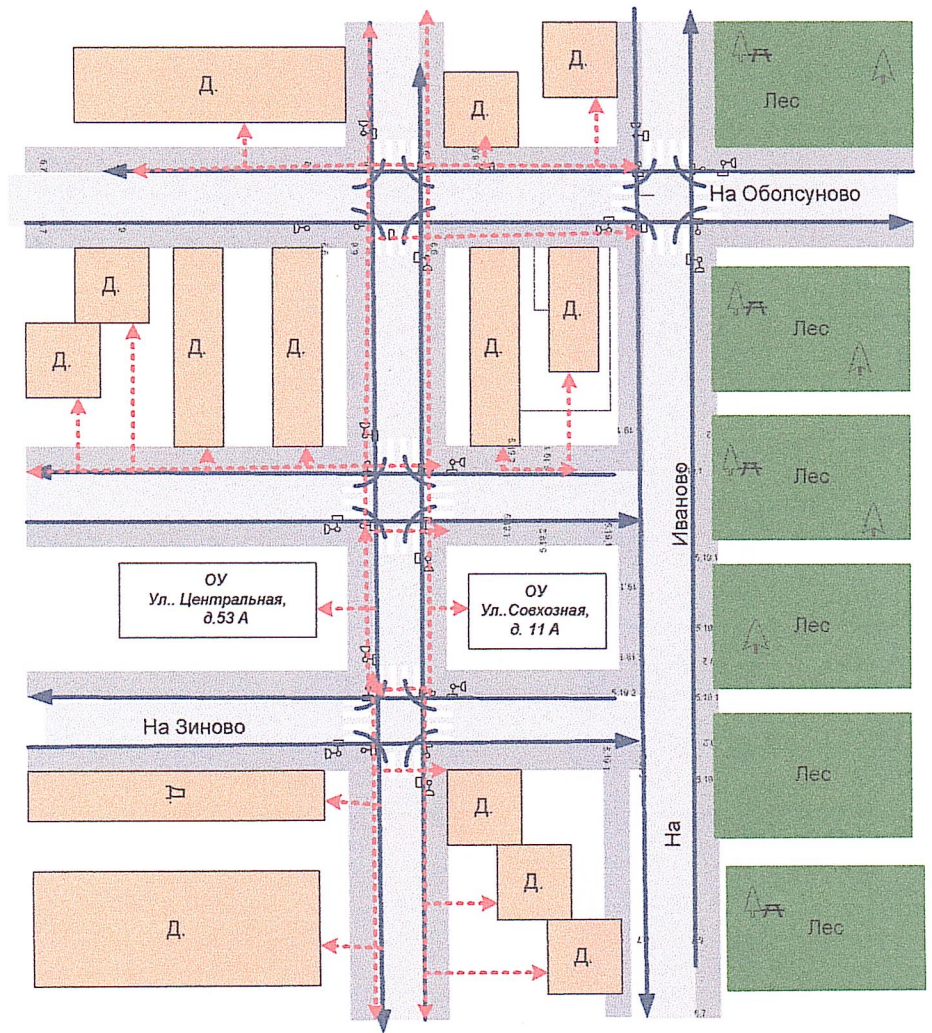 Д.
Д.
Д.
Лес
На Оболсуново
Д.
Д.
Д.
Д.
Д.
Д.
Лес
Лес
Иваново
ОУ
Ул.. Центральная,
д.53 А
ОУ
Ул..Совхозная,
д. 11 А
Лес
На Зиново
Д.
Д.
Д.
Д.
Д.
Лес
На
Лес